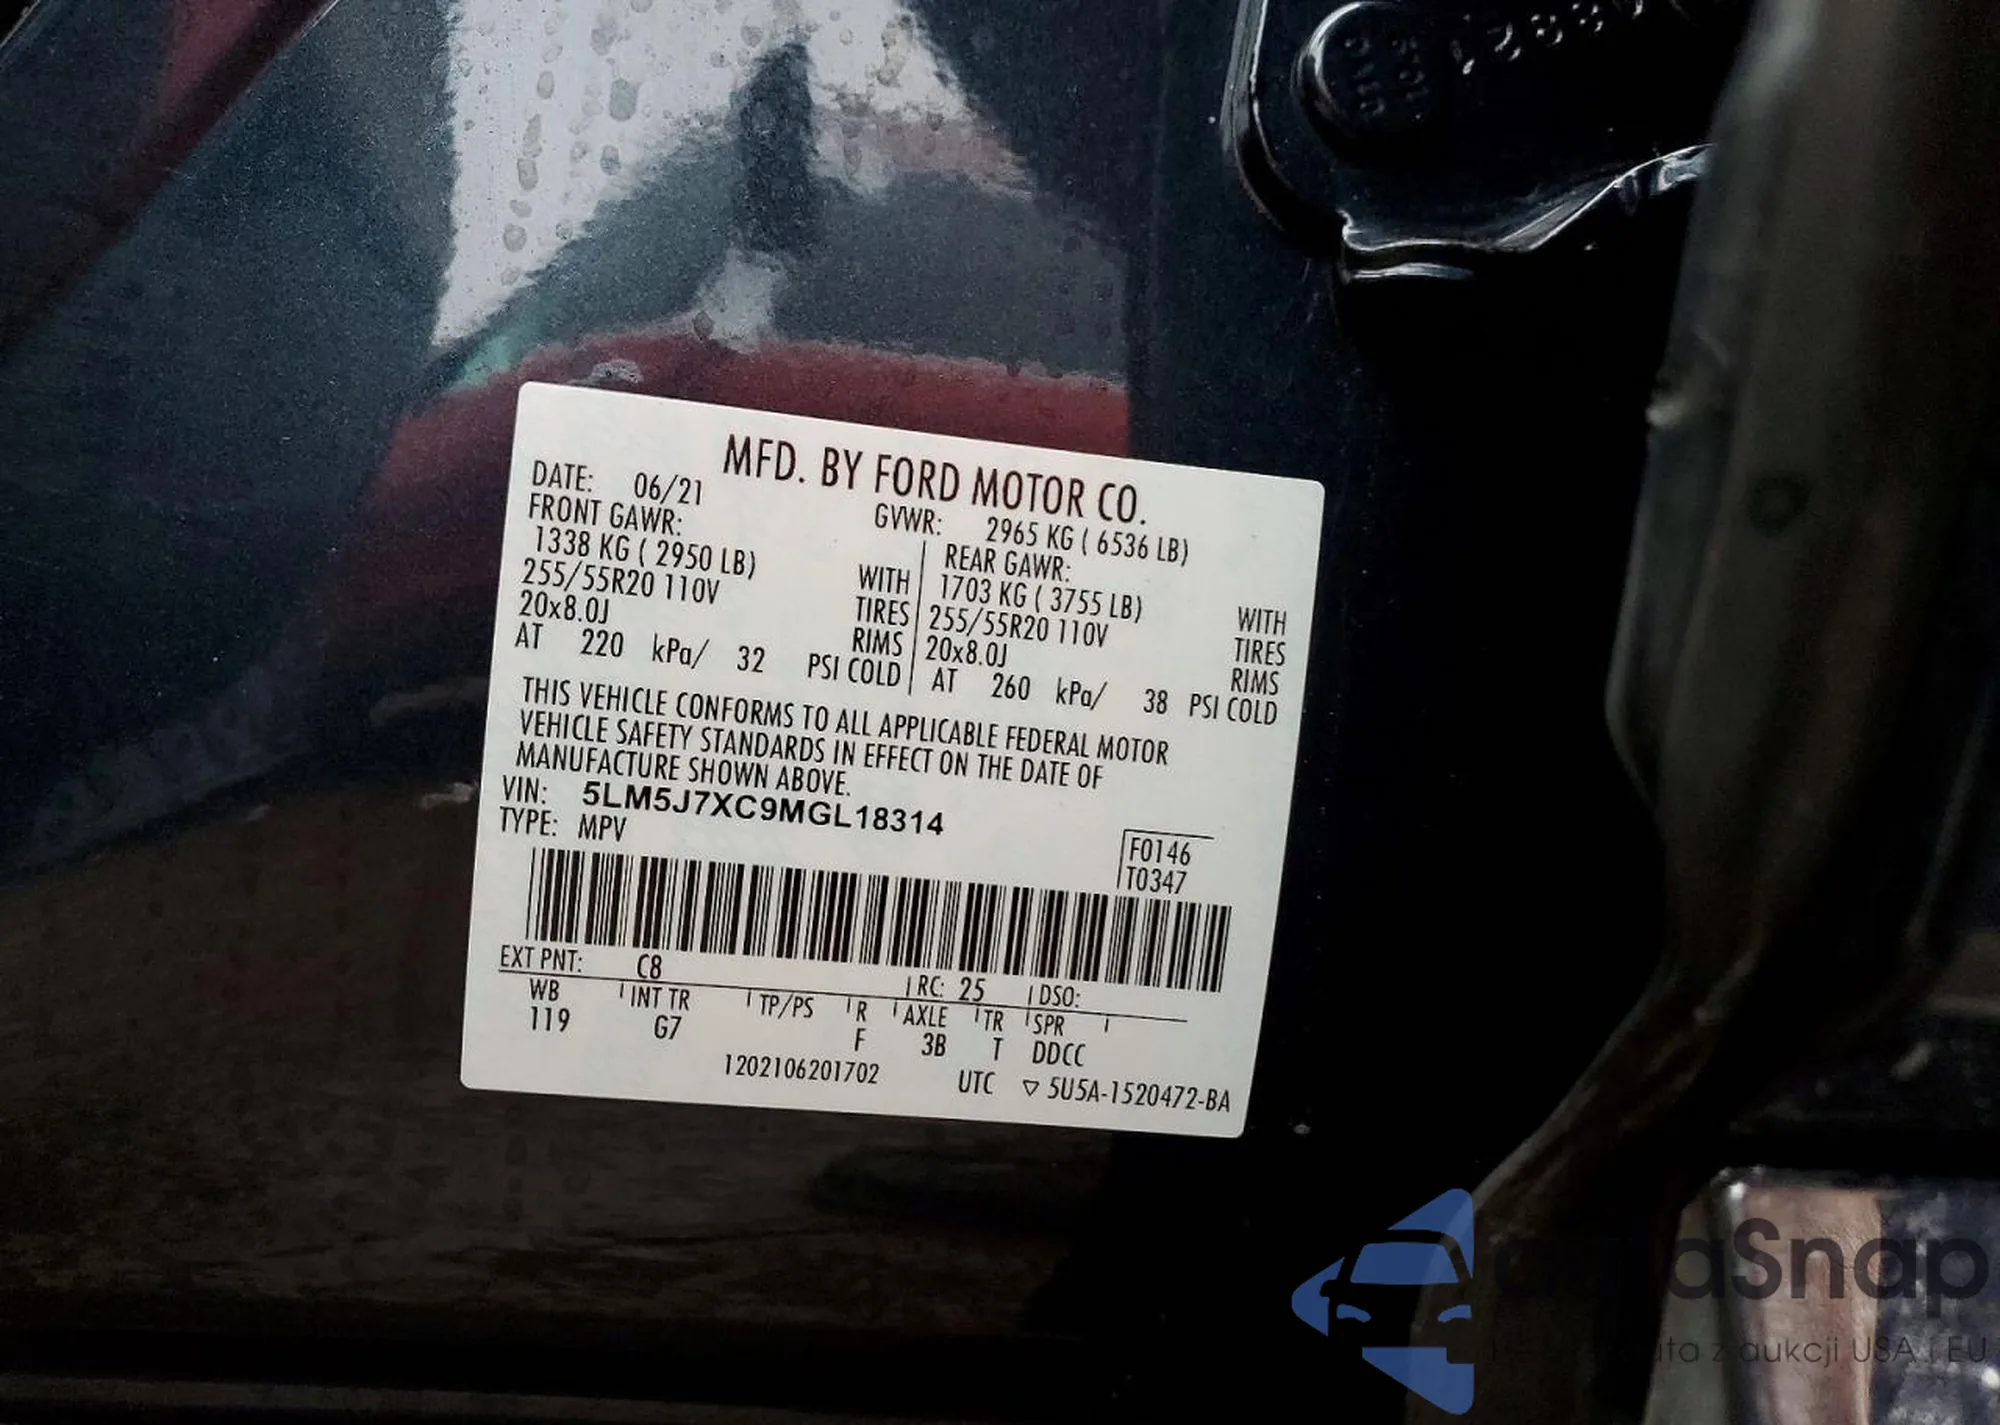 MFD. BY FORD MOTOR CO.
DATE: 06/21
GVWR: 2965 KG ( 6536 LB)
FRONT GAWR:
1338 KG ( 2950 LB) WITH
255/55R20 110V TIRES
20x8.0J RIMS
AT 220 kPa/ 32 PSI COLD
REAR GAWR:
1703 KG ( 3755 LB) WITH
255/55R20 110V TIRES
20x8.0J RIMS
AT 260 kPa/ 38 PSI COLD
THIS VEHICLE CONFORMS TO ALL APPLICABLE FEDERAL MOTOR
VEHICLE SAFETY STANDARDS IN EFFECT ON THE DATE OF
MANUFACTURE SHOWN ABOVE.
VIN: 5LM5J7XC9MGL18314
TYPE: MPV
F0146
T0347
EXT PNT: C8 RC: 25 DSO:
WB INT TR TP/PS R AXLE TR SPR
119 G7 F 3B T DDCC
1202106201702 UTC ▽ 5U5A-1520472-BA
aukcji USA i EU